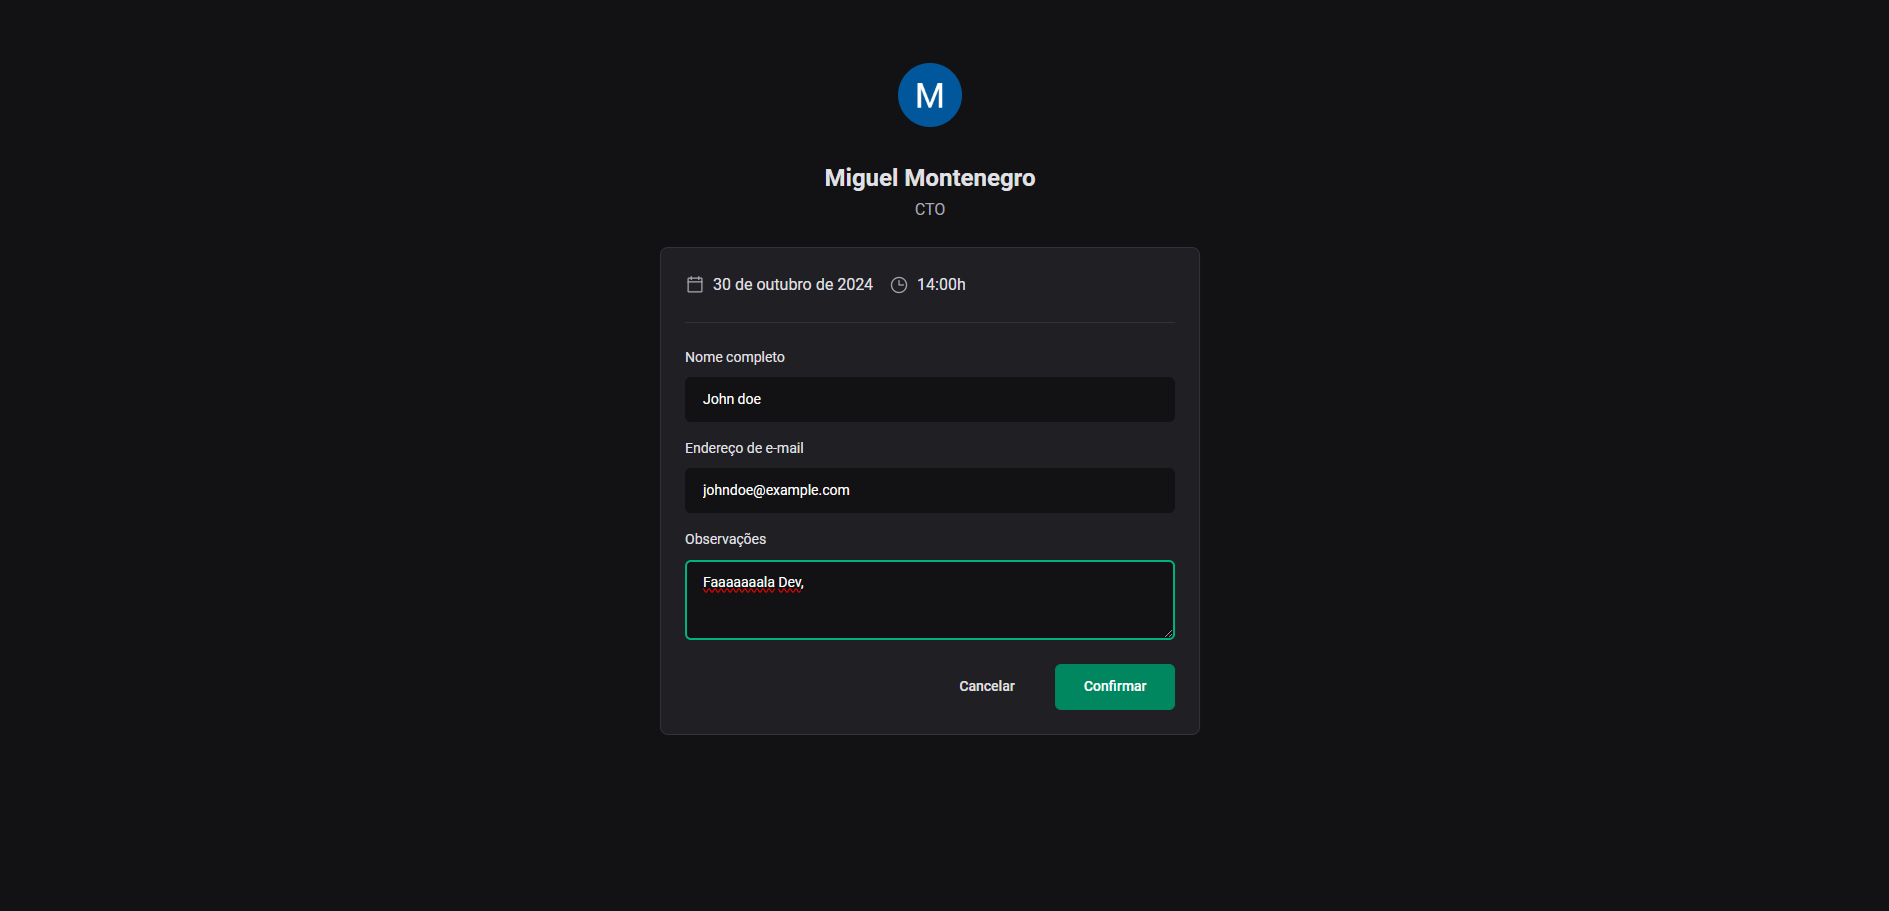 M
Miguel Montenegro
CTO
30 de outubro de 2024 14:00h
Nome completo
John doe
Endereço de e-mail
johndoe@example.com
Observações
Faaaaaaala Dev,
Cancelar Confirmar